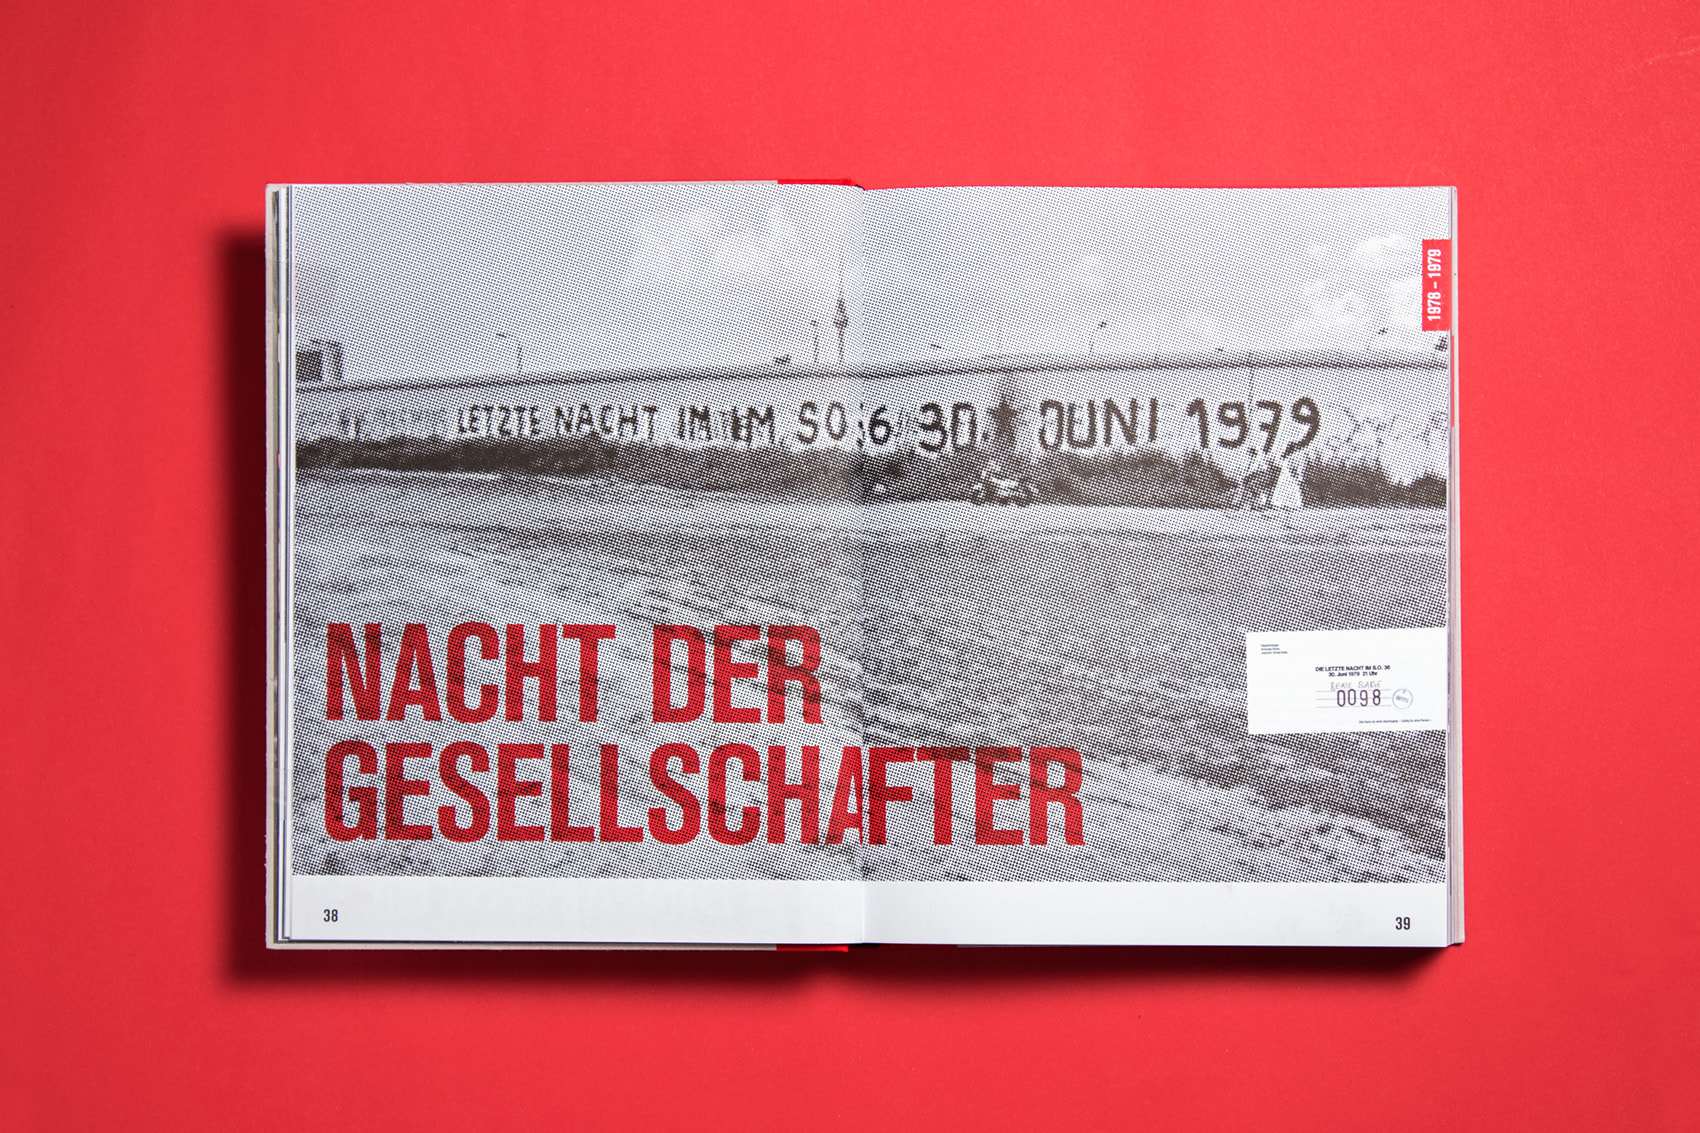 1978 – 1979
LETZTE NACHT IM IM SO 36 30. JUNI 1979
NACHT DER
GESELLSCHAFTER
DIE LETZTE NACHT IM S.O. 36
30. Juni 1979 21 Uhr
0098
38
39